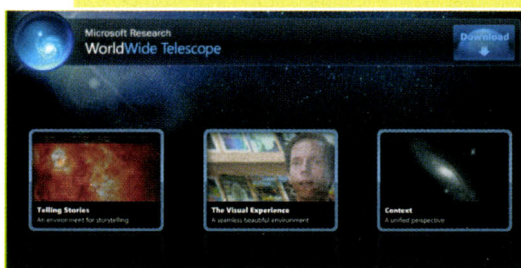 Microsoft Research
WorldWide Telescope
Download
Telling Stories
An environment for storytelling
The Visual Experience
A seamless beautiful environment
Context
A unified perspective